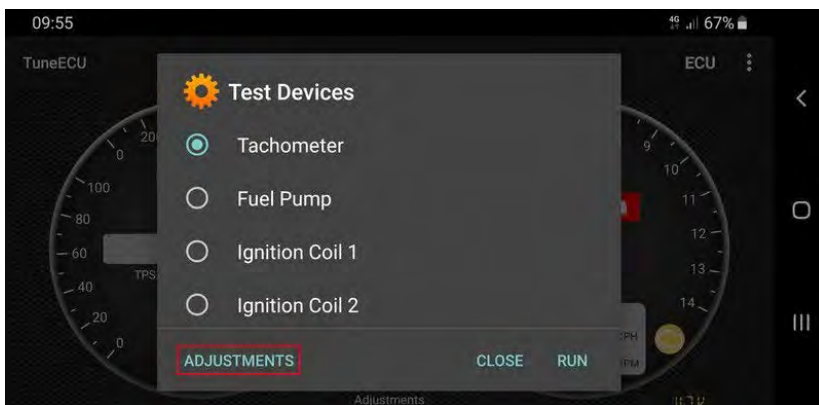 09:55
4G 67%
TuneECU
ECU
Test Devices
Tachometer
Fuel Pump
Ignition Coil 1
Ignition Coil 2
ADJUSTMENTS
CLOSE
RUN
20
0
100
80
60
40
20
0
TPS
9
10
11
12
13
14
Adjustments